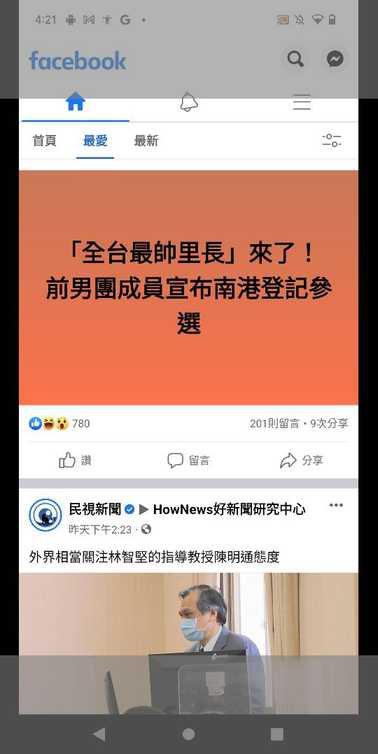 4:21
facebook
首頁 最愛 最新
「全台最帥里長」來了！
前男團成員宣布南港登記參
選
780 201則留言·9次分享
讚 留言 分享
民視新聞 ▶ HowNews好新聞研究中心
昨天下午2:23 ·
外界相當關注林智堅的指導教授陳明通態度